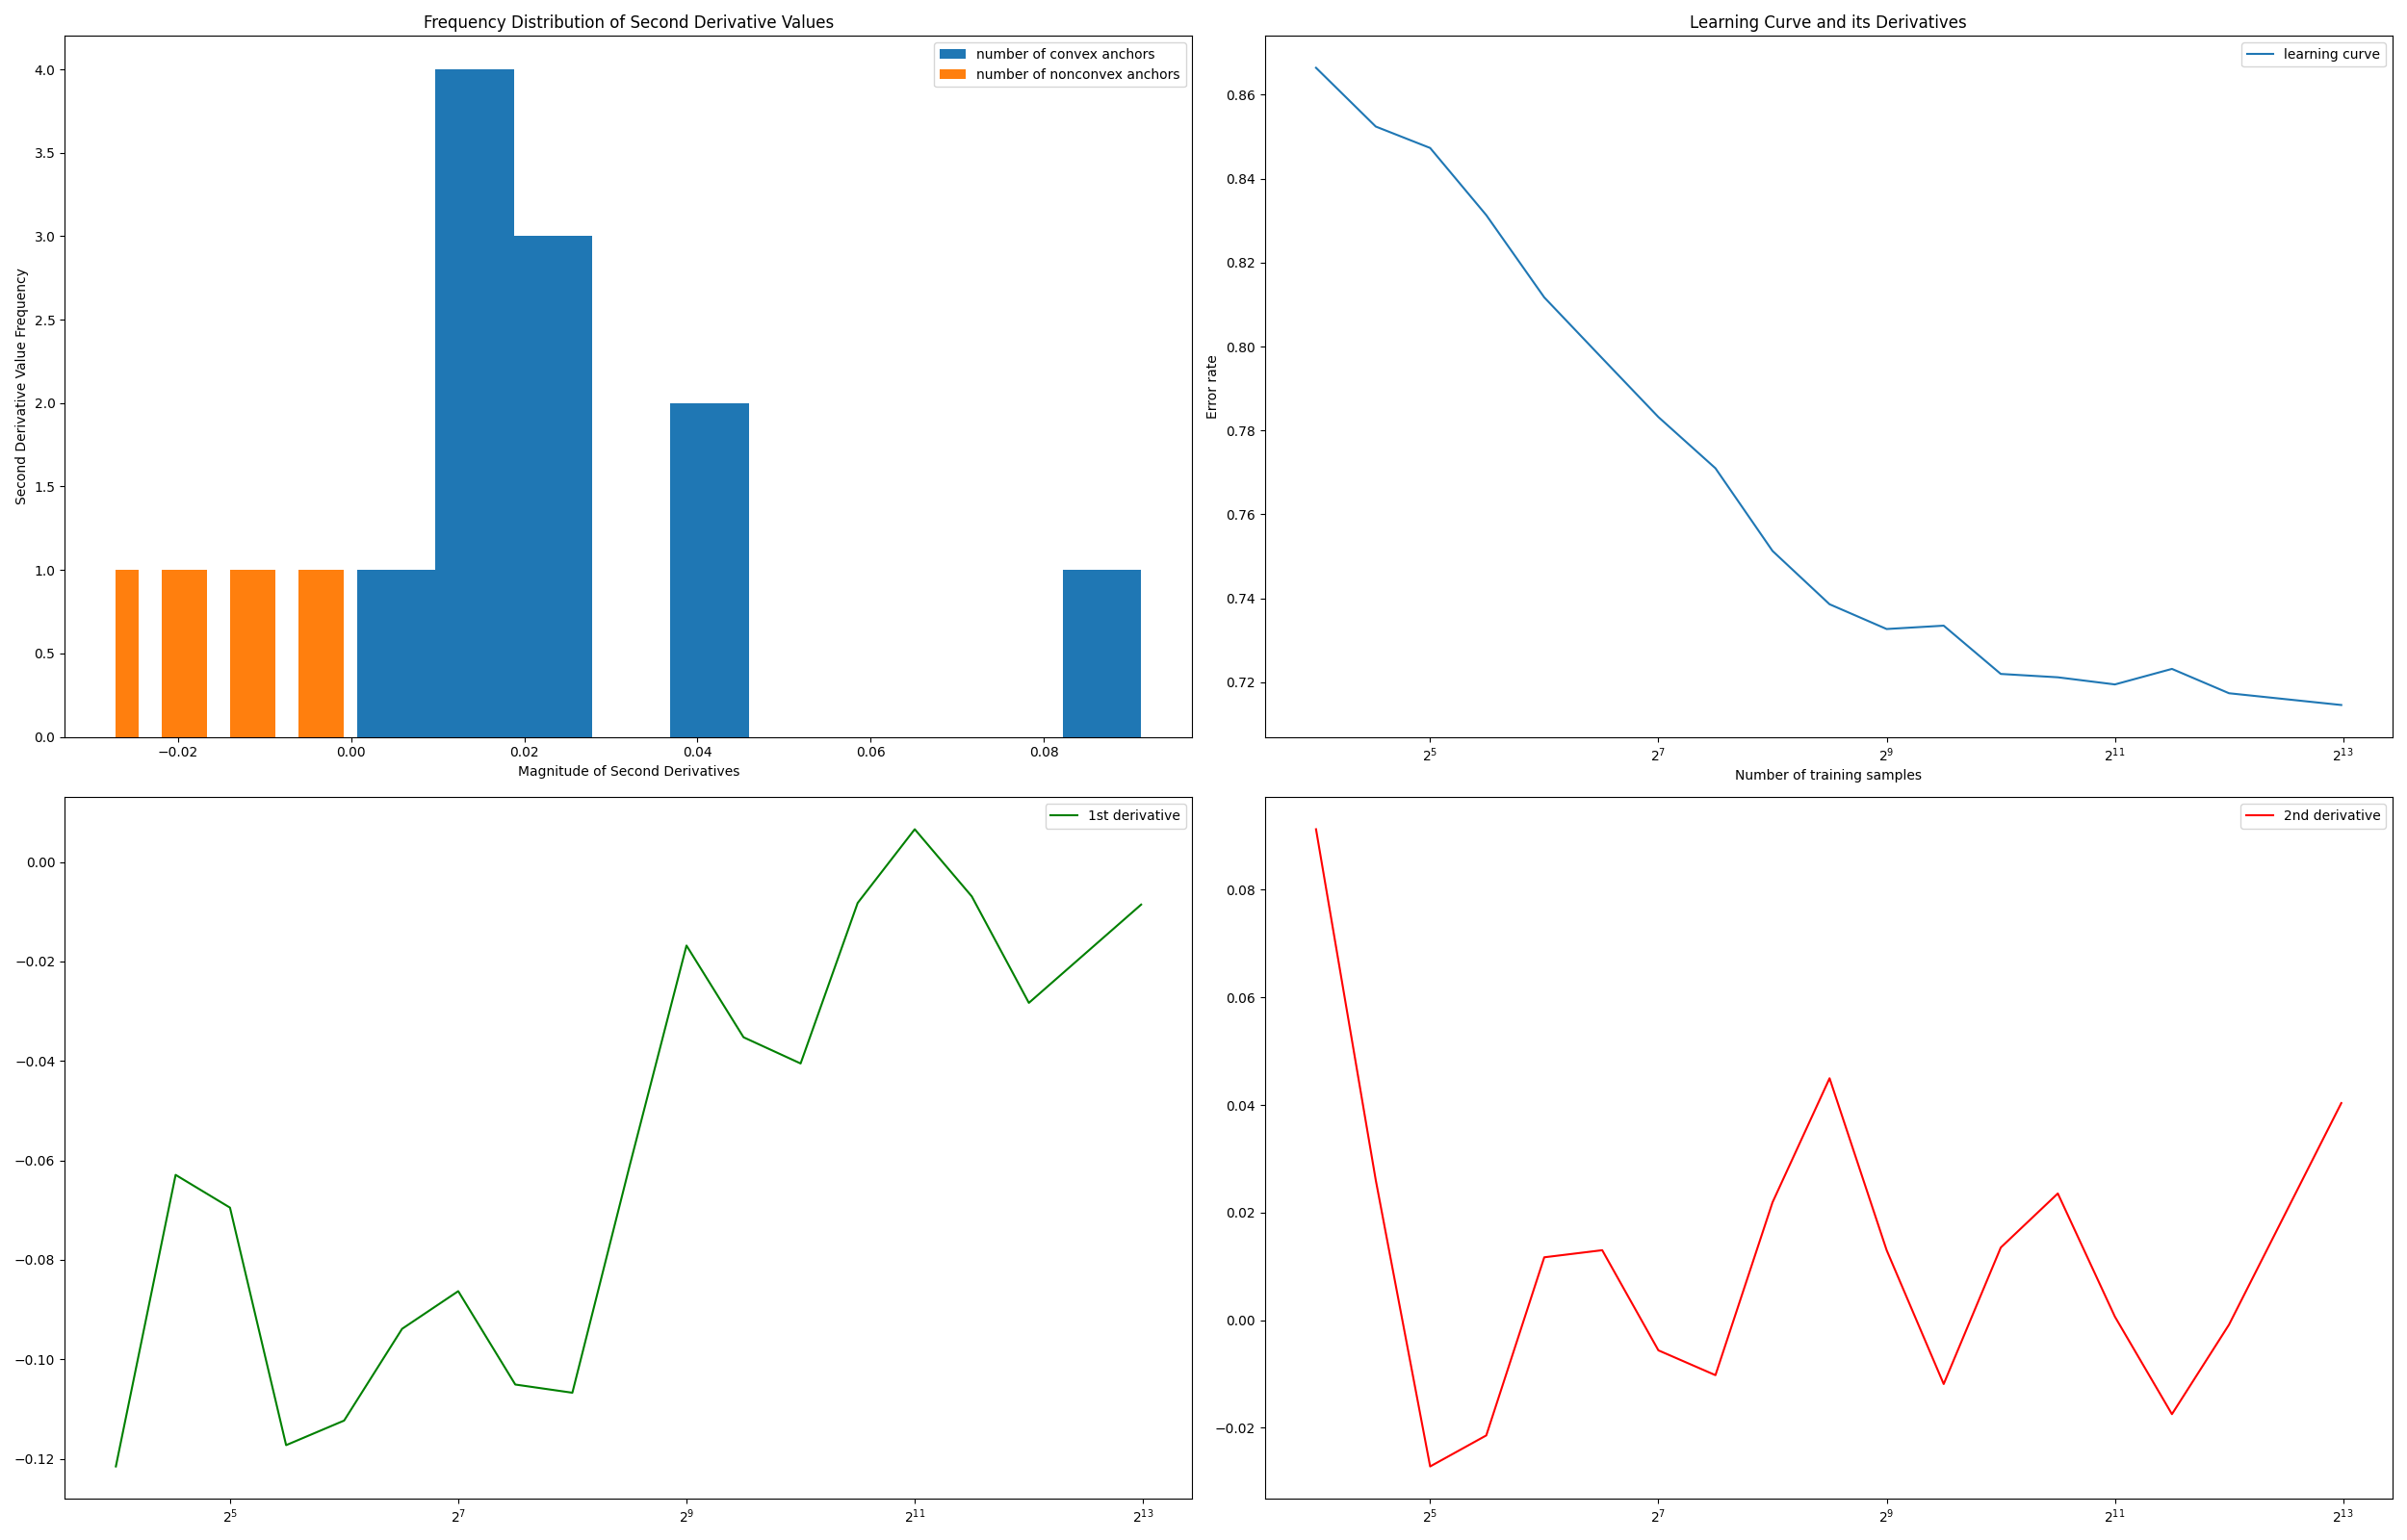 Frequency Distribution of Second Derivative Values
number of convex anchors
number of nonconvex anchors
4.0
3.5
3.0
2.5
2.0
1.5
1.0
0.5
0.0
Second Derivative Value Frequency
−0.02 0.00 0.02 0.04 0.06 0.08
Magnitude of Second Derivatives
Learning Curve and its Derivatives
learning curve
0.86
0.84
0.82
0.80
0.78
0.76
0.74
0.72
Error rate
2^5 2^7 2^9 2^11 2^13
Number of training samples
1st derivative
0.00
−0.02
−0.04
−0.06
−0.08
−0.10
−0.12
2^5 2^7 2^9 2^11 2^13
2nd derivative
0.08
0.06
0.04
0.02
0.00
−0.02
2^5 2^7 2^9 2^11 2^13